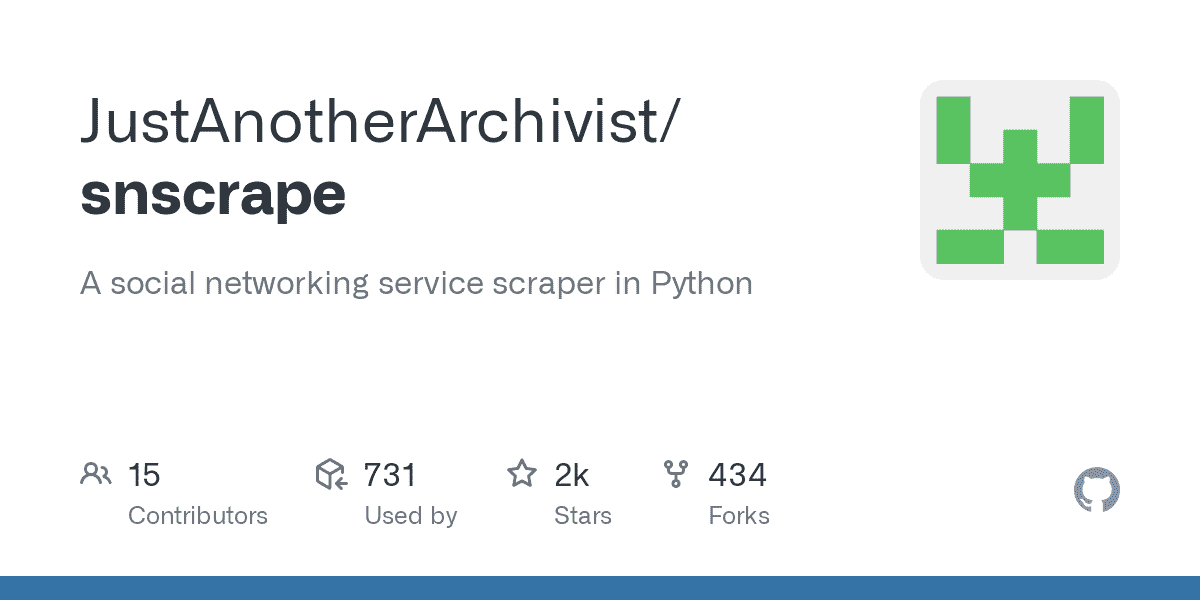 JustAnotherArchivist/
snscrape
A social networking service scraper in Python
15 731 2k 434
Contributors Used by Stars Forks